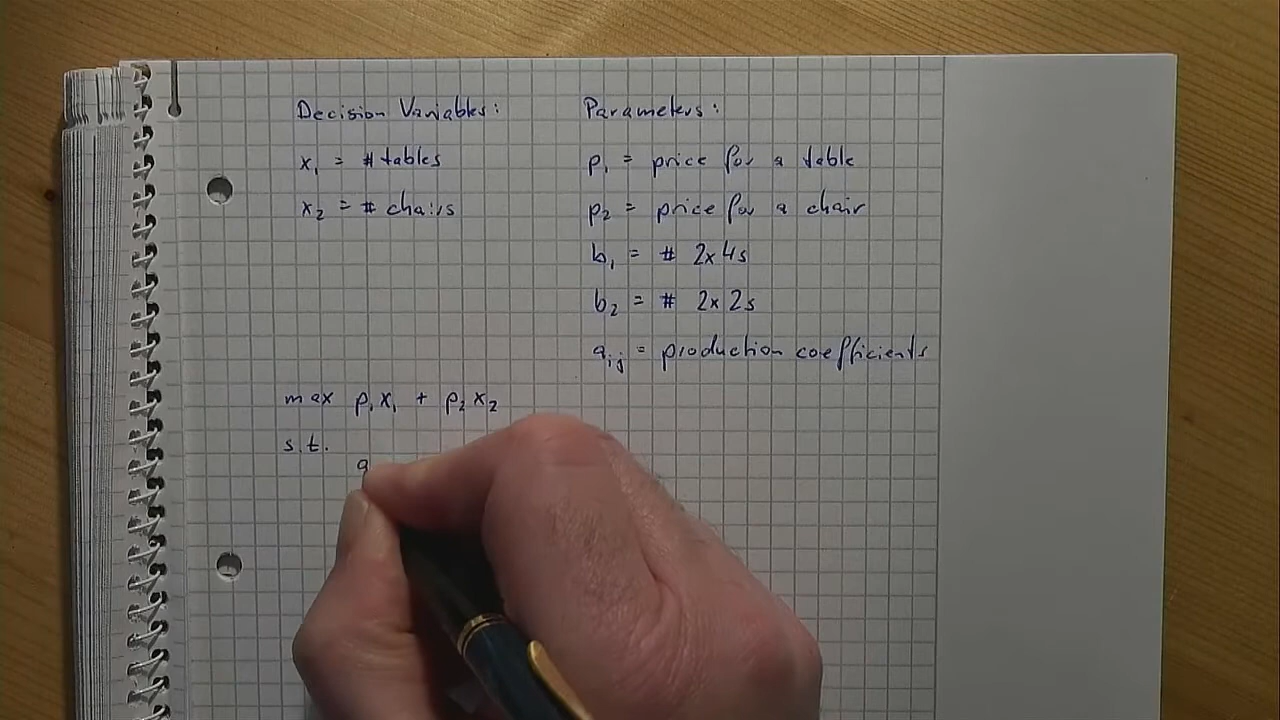 Decision Variables:
x₁ = # tables
x₂ = # chairs
Parameters:
p₁ = price for a table
p₂ = price for a chair
b₁ = # 2x4s
b₂ = # 2x2s
aᵢⱼ = production coefficients
max p₁x₁ + p₂x₂
s.t.
a